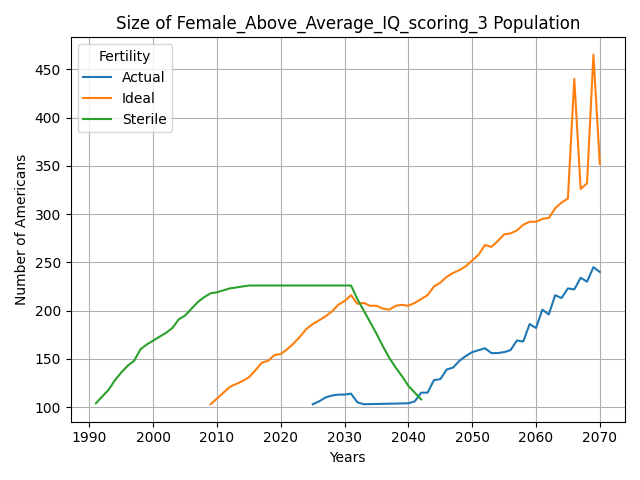 Size of Female_Above_Average_IQ_scoring_3 Population
Fertility
Actual
Ideal
Sterile
Number of Americans
450
400
350
300
250
200
150
100
1990 2000 2010 2020 2030 2040 2050 2060 2070
Years